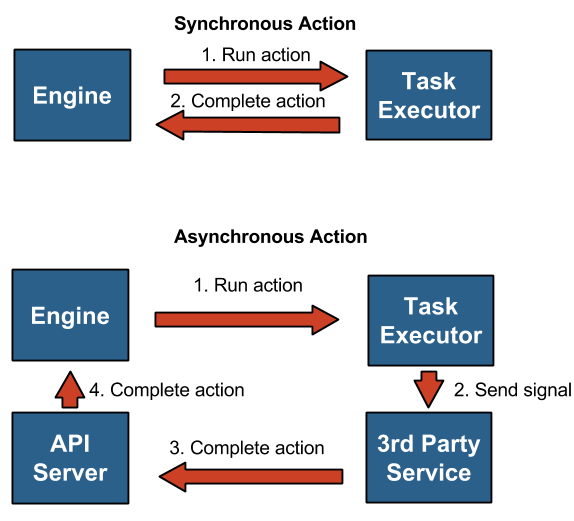 Synchronous Action
1. Run action
Engine
Task
Executor
2. Complete action
Asynchronous Action
1. Run action
Engine
Task
Executor
4. Complete action
2. Send signal
API
Server
3. Complete action
3rd Party
Service